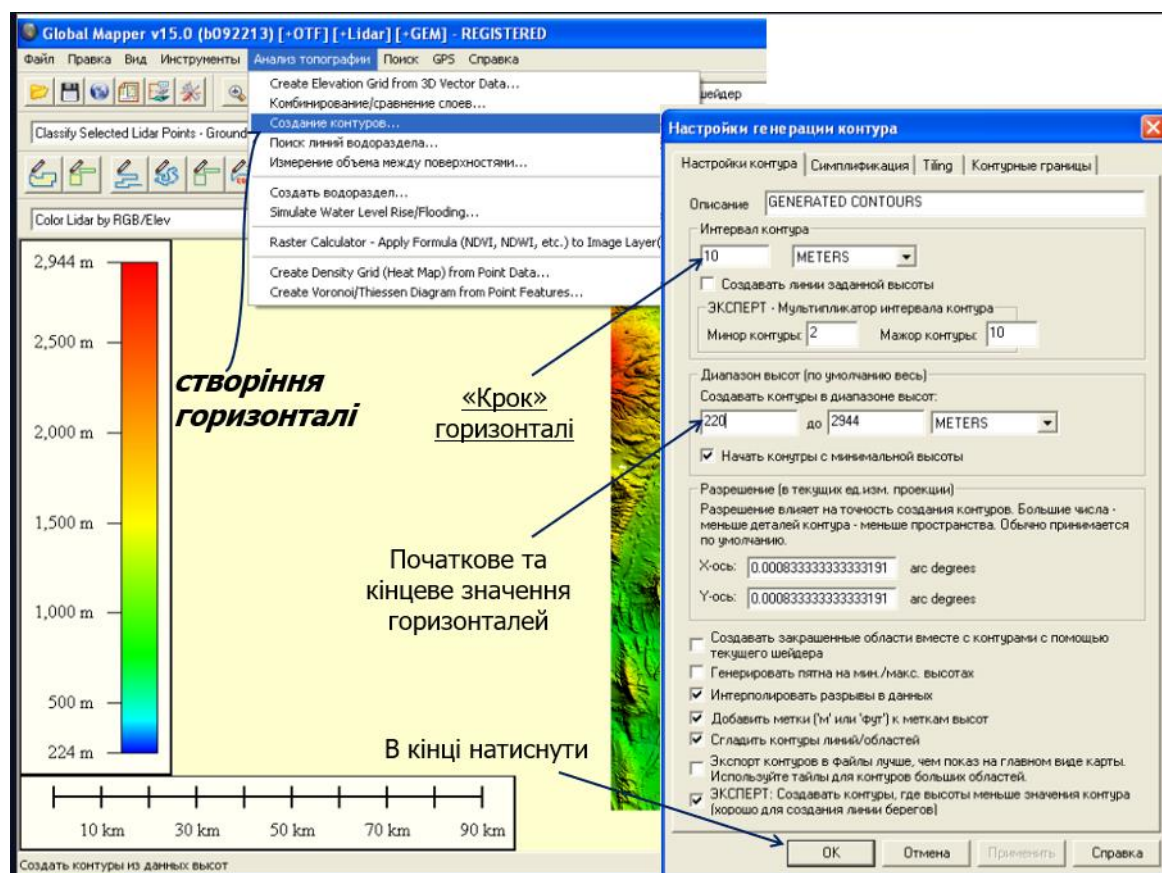 Global Mapper v15.0 (b092213) [+OTF] [+Lidar] [+GEM] - REGISTERED
Файл Правка Вид Инструменты Анализ топографии Поиск GPS Справка
Create Elevation Grid from 3D Vector Data...
Комбинирование/сравнение слоев...
Создание контуров...
Поиск линий водораздела...
Измерение объема между поверхностями...
Создать водораздел...
Simulate Water Level Rise/Flooding...
Raster Calculator - Apply Formula (NDVI, NDWI, etc.) to Image Layer(
Create Density Grid (Heat Map) from Point Data...
Create Voronoi/Thiessen Diagram from Point Features...
шейдер
Classify Selected Lidar Points - Ground
Color Lidar by RGB/Elev
2,944 m
2,500 m
2,000 m
1,500 m
1,000 m
500 m
224 m
створіння
горизонталі
«Крок»
горизонталі
Початкове та
кінцеве значення
горизонталей
В кінці натиснути
10 km 30 km 50 km 70 km 90 km
Создать контуры из данных высот
Настройки генерации контура
Настройки контура Симплификация Tiling Контурные границы
Описание GENERATED CONTOURS
Интервал контура
10 METERS
Создавать линии заданной высоты
ЭКСПЕРТ - Мультипликатор интервала контура
Минор контуры: 2 Мажор контуры: 10
Диапазон высот (по умолчанию весь)
Создавать контуры в диапазоне высот:
220 до 2944 METERS
Начать контуры с минимальной высоты
Разрешение (в текущих ед.изм. проекции)
Разрешение влияет на точность создания контуров. Большие числа -
меньше деталей контура - меньше пространства. Обычно принимается
по умолчанию.
X-ось: 0.000833333333333191 arc degrees
Y-ось: 0.000833333333333191 arc degrees
Создавать закрашенные области вместе с контурами с помощью
текущего шейдера
Генерировать пятна на мин./макс. высотах
Интерполировать разрывы в данных
Добавить метки ('м' или 'фут') к меткам высот
Сгладить контуры линий/областей
Экспорт контуров в файлы лучше, чем показ на главном виде карты.
Используйте тайлы для контуров больших областей.
ЭКСПЕРТ: Создавать контуры, где высоты меньше значения контура
(хорошо для создания линии берегов)
OK Отмена Применить Справка